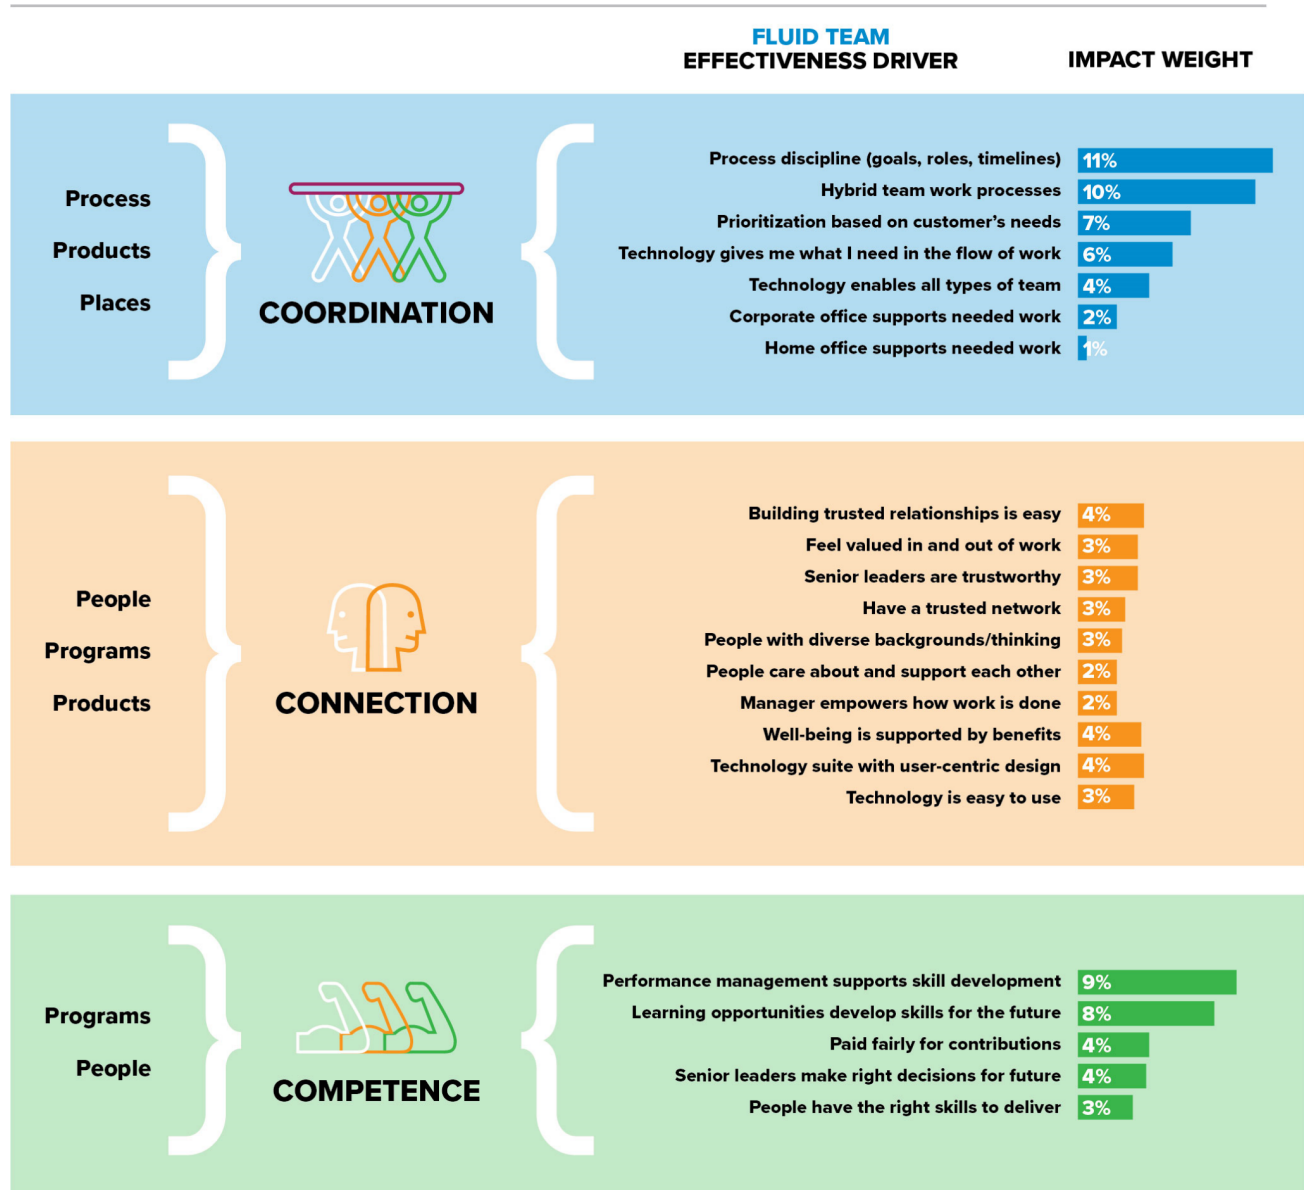 FLUID TEAM
EFFECTIVENESS DRIVER
IMPACT WEIGHT
Process
Products
Places
COORDINATION
Process discipline (goals, roles, timelines) 11%
Hybrid team work processes 10%
Prioritization based on customer’s needs 7%
Technology gives me what I need in the flow of work 6%
Technology enables all types of team 4%
Corporate office supports needed work 2%
Home office supports needed work 1%
People
Programs
Products
CONNECTION
Building trusted relationships is easy 4%
Feel valued in and out of work 3%
Senior leaders are trustworthy 3%
Have a trusted network 3%
People with diverse backgrounds/thinking 3%
People care about and support each other 2%
Manager empowers how work is done 2%
Well-being is supported by benefits 4%
Technology suite with user-centric design 4%
Technology is easy to use 3%
Programs
People
COMPETENCE
Performance management supports skill development 9%
Learning opportunities develop skills for the future 8%
Paid fairly for contributions 4%
Senior leaders make right decisions for future 4%
People have the right skills to deliver 3%